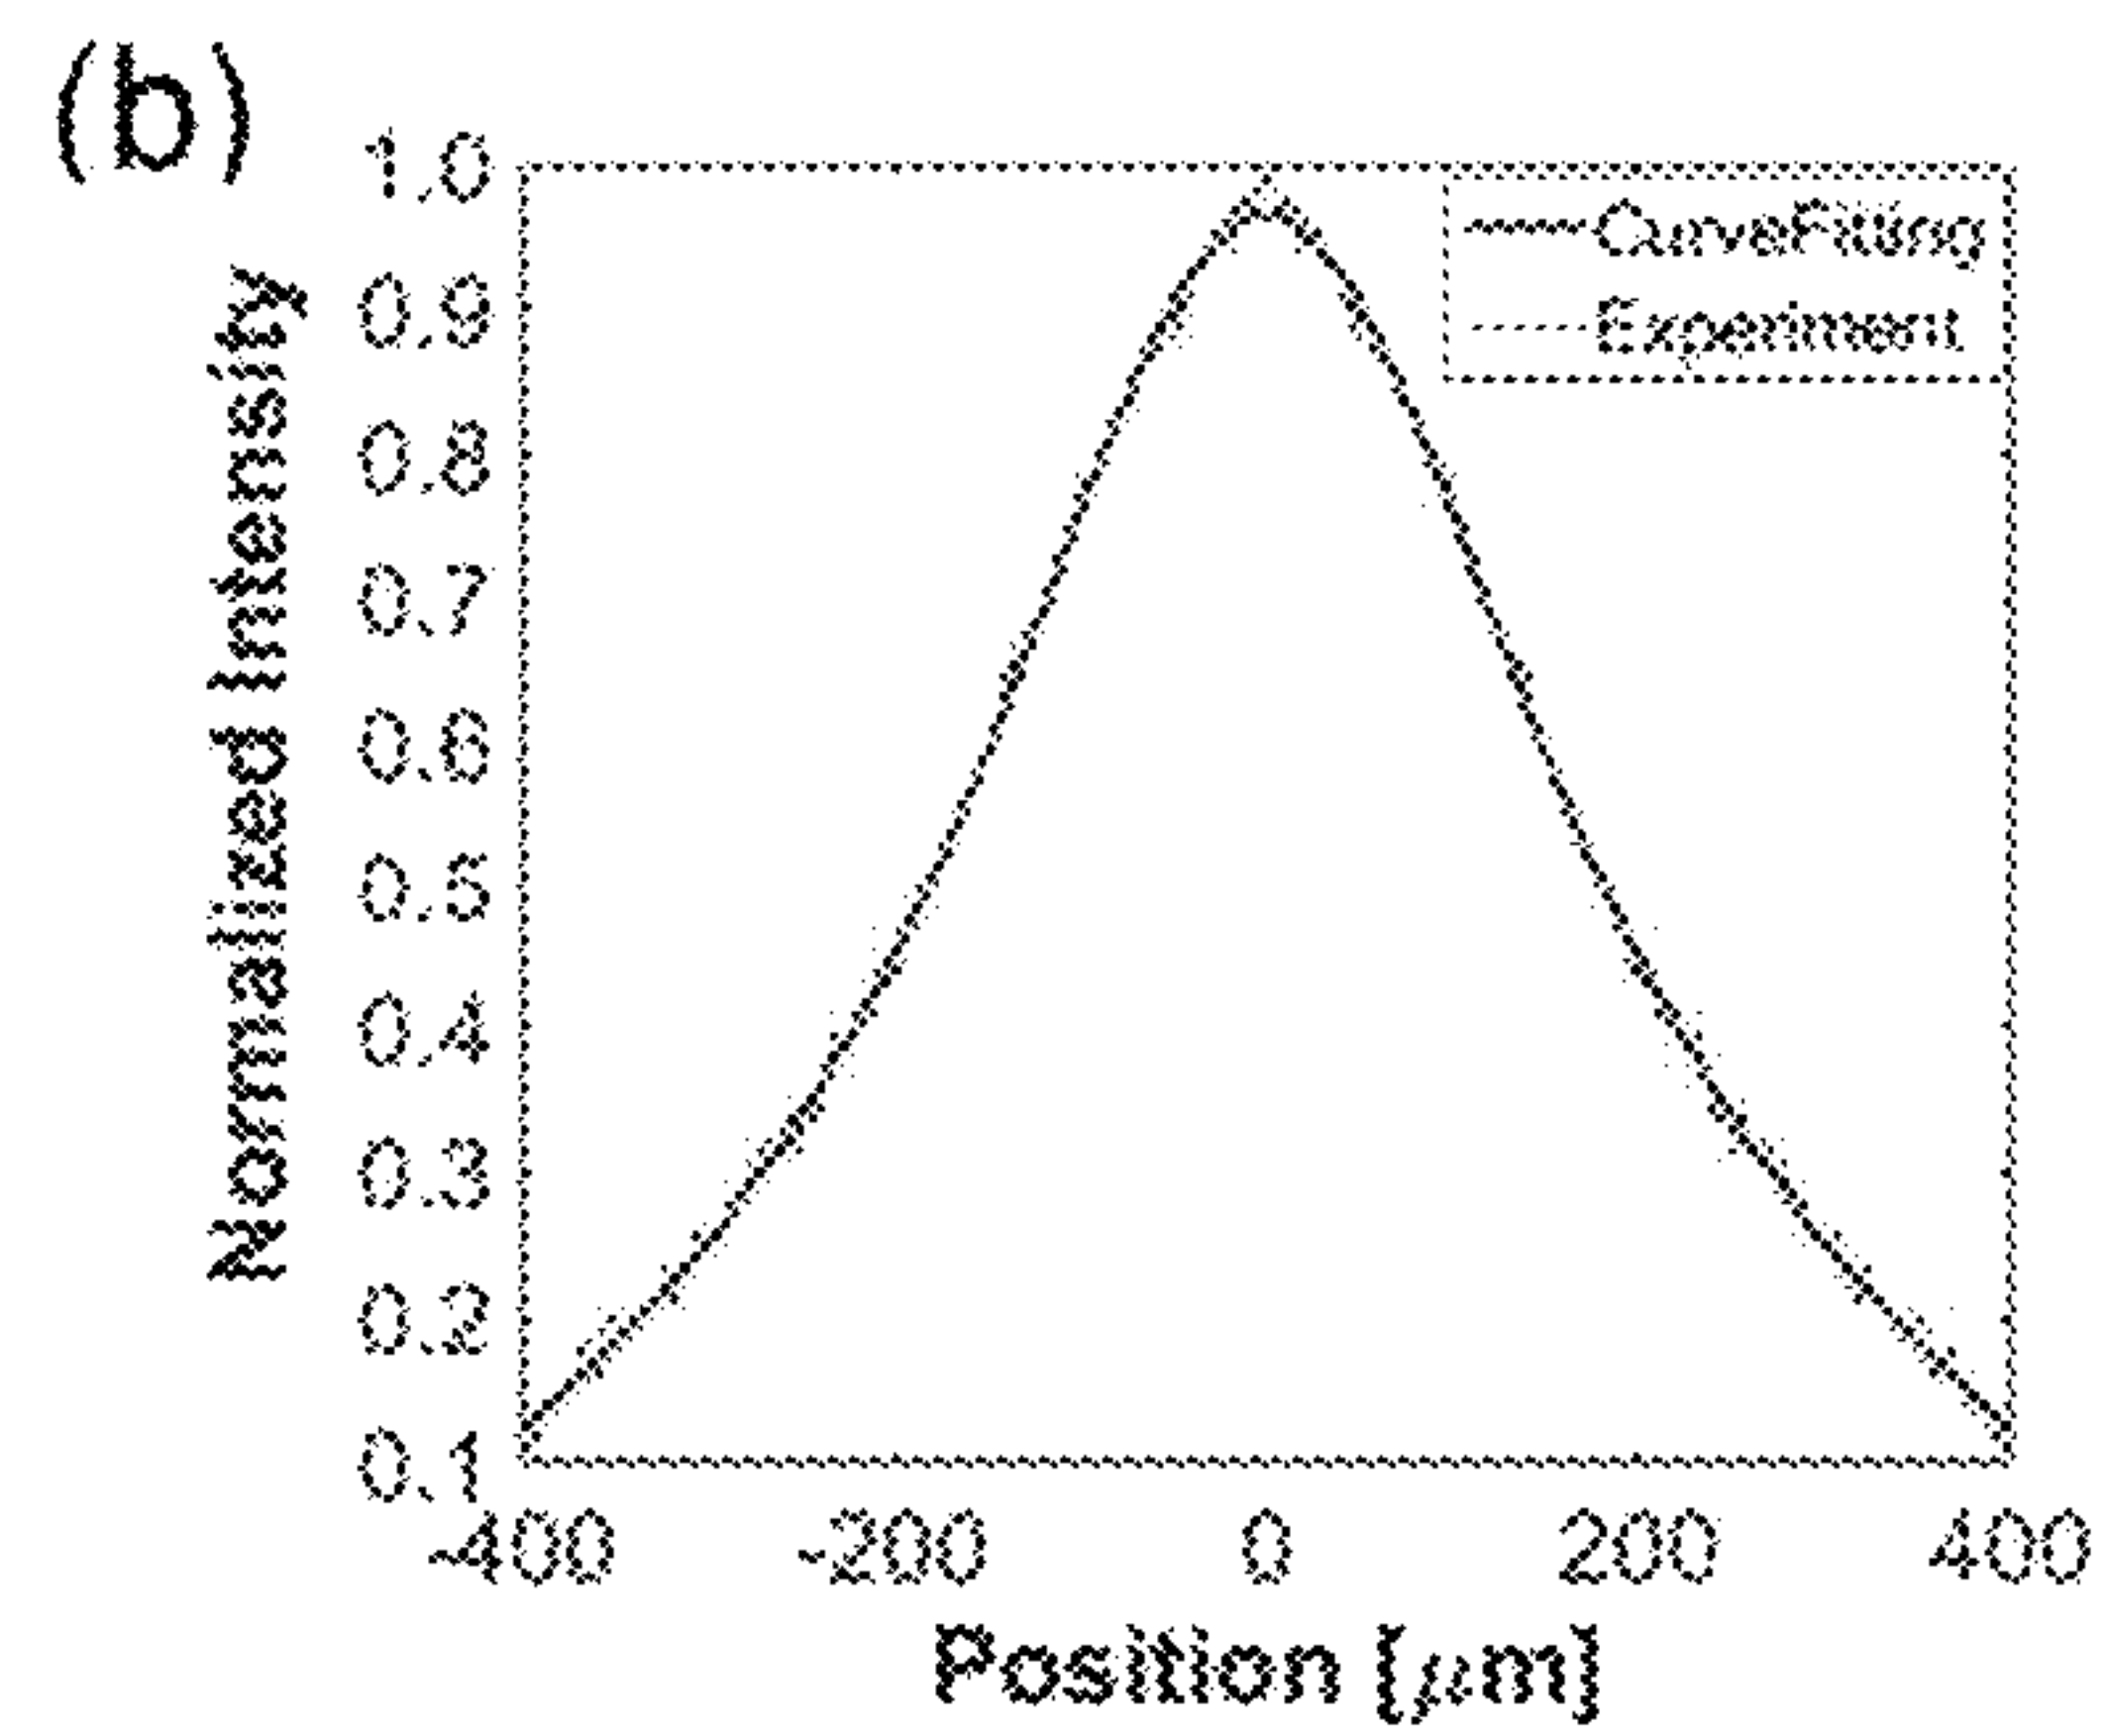 (b)
Normalized Intensity
1.0
0.9
0.8
0.7
0.6
0.5
0.4
0.3
0.2
0.1
-400 -200 0 200 400
Position [μm]
CurveFitting
Experiment